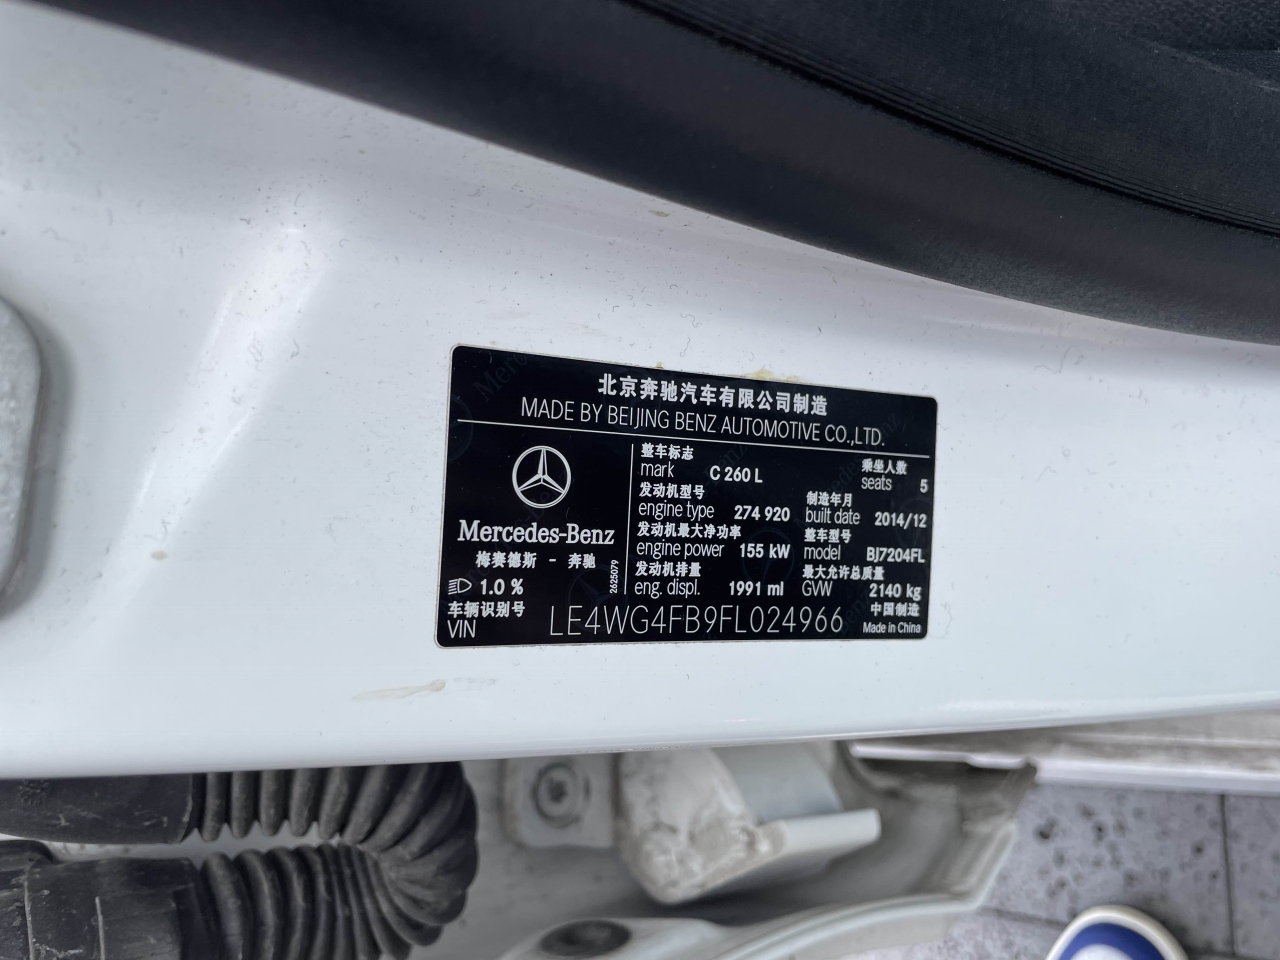 北京奔驰汽车有限公司制造
MADE BY BEIJING BENZ AUTOMOTIVE CO.,LTD.
Mercedes-Benz
梅赛德斯 - 奔驰
1.0 %
2625079
整车标志
mark C 260 L
乘坐人数
seats 5
发动机型号
engine type 274 920
制造年月
built date 2014/12
发动机最大净功率
engine power 155 kW
整车型号
model BJ7204FL
发动机排量
eng. displ. 1991 ml
最大允许总质量
GVW 2140 kg
车辆识别号
VIN LE4WG4FB9FL024966
中国制造
Made in China